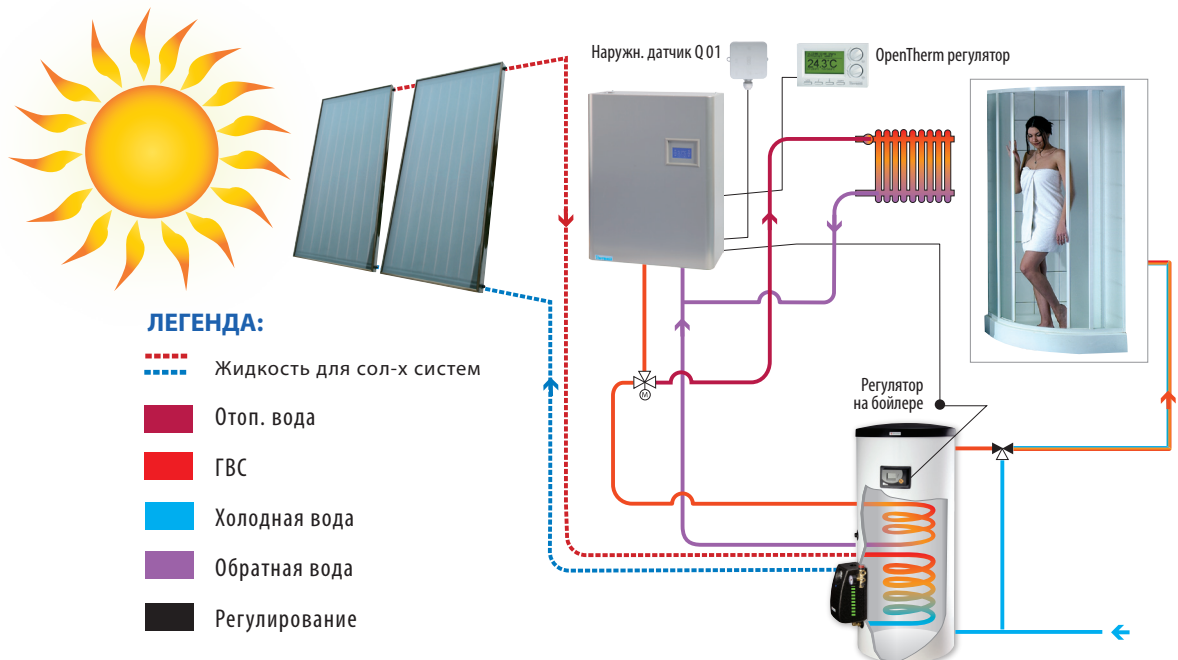 Наружн. датчик Q 01
OpenTherm регулятор
24.3°C
ЛЕГЕНДА:
Жидкость для сол-х систем
Отоп. вода
ГВС
Холодная вода
Обратная вода
Регулирование
M
Регулятор
на бойлере